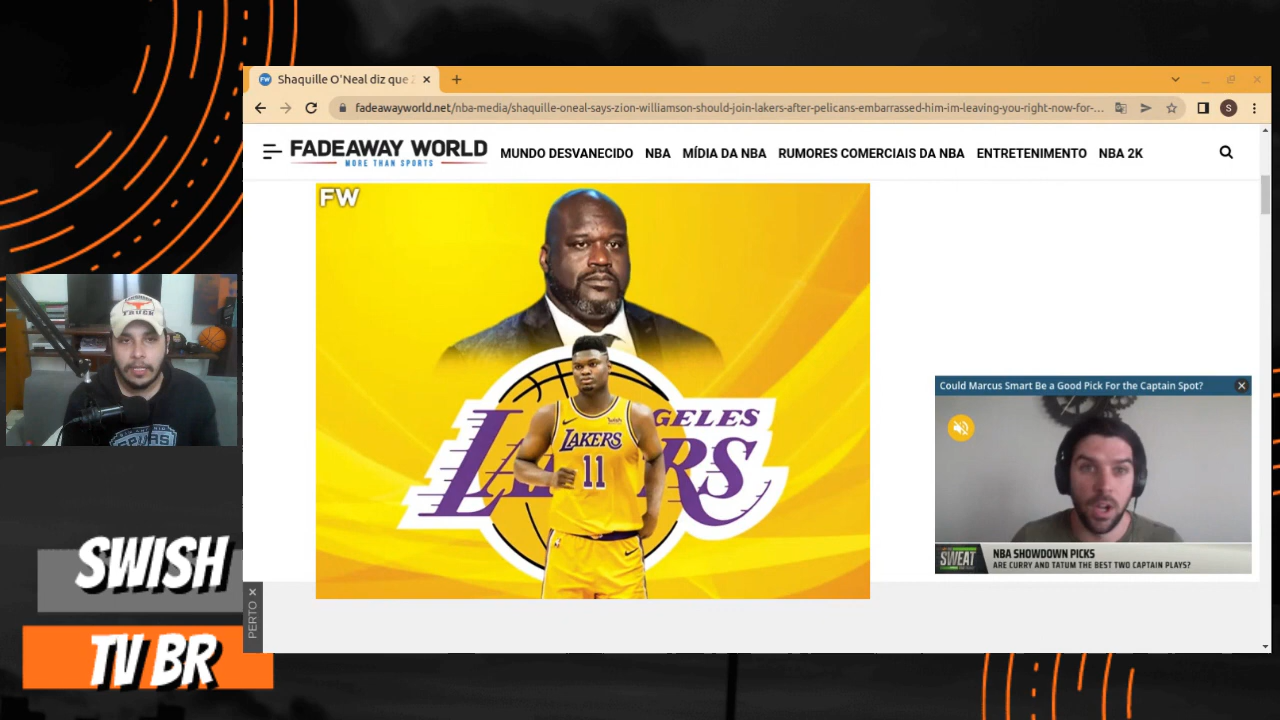 Shaquille O'Neal diz que
fadeawayworld.net/nba-media/shaquille-oneal-says-zion-williamson-should-join-lakers-after-pelicans-embarrassed-him-im-leaving-you-right-now-for-...
S
FADEAWAY WORLD
MORE THAN SPORTS
MUNDO DESVANECIDO NBA MÍDIA DA NBA RUMORES COMERCIAIS DA NBA ENTRETENIMENTO NBA 2K
FW
GELES
LAKERS
11
Could Marcus Smart Be a Good Pick For the Captain Spot?
SWEAT
NBA SHOWDOWN PICKS
ARE CURRY AND TATUM THE BEST TWO CAPTAIN PLAYS?
PERTO
SWISH
TV BR